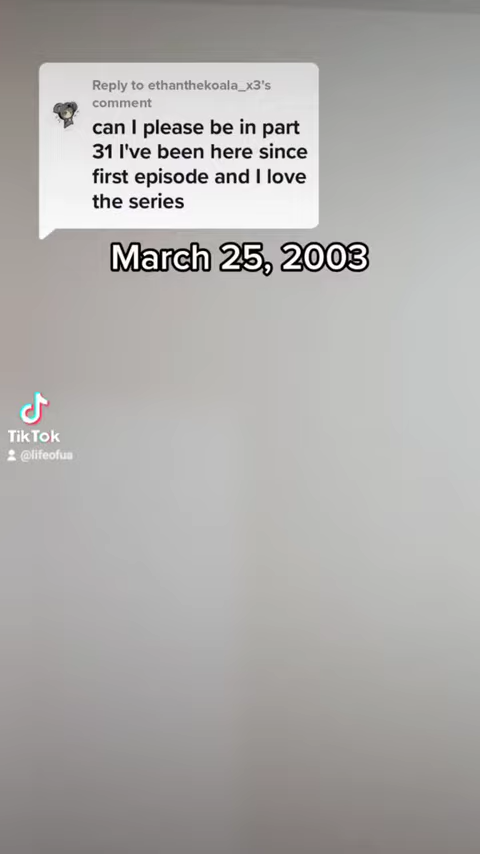 Reply to ethanthekoala_x3's
comment
can I please be in part
31 I've been here since
first episode and I love
the series
March 25, 2003
TikTok
@lifeofua